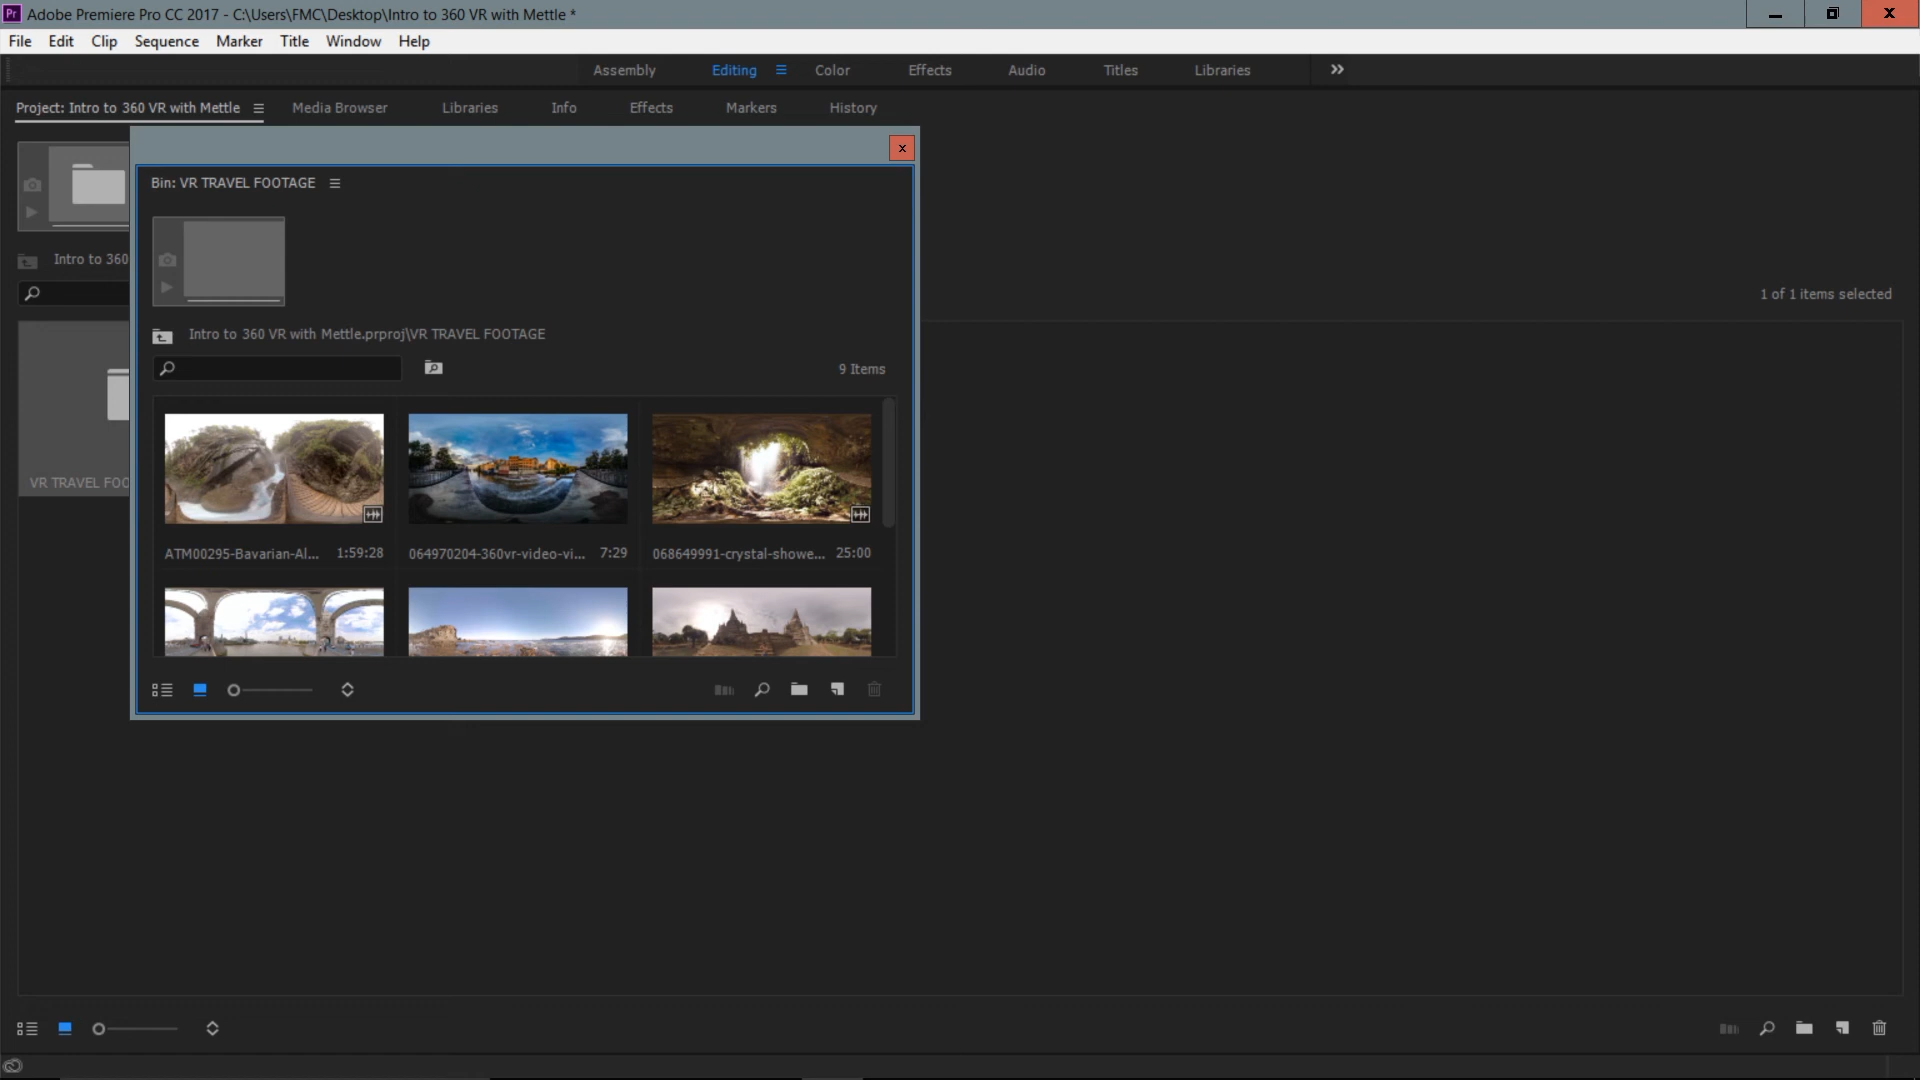 Pr Adobe Premiere Pro CC 2017 - C:\Users\FMC\Desktop\Intro to 360 VR with Mettle *
File Edit Clip Sequence Marker Title Window Help
Assembly Editing Color Effects Audio Titles Libraries
Project: Intro to 360 VR with Mettle Media Browser Libraries Info Effects Markers History
Bin: VR TRAVEL FOOTAGE
Intro to 360
1 of 1 items selected
Intro to 360 VR with Mettle.prproj\VR TRAVEL FOOTAGE
9 Items
VR TRAVEL FOO
ATM00295-Bavarian-Al... 1:59:28 064970204-360vr-video-vi... 7:29 068649991-crystal-showe... 25:00